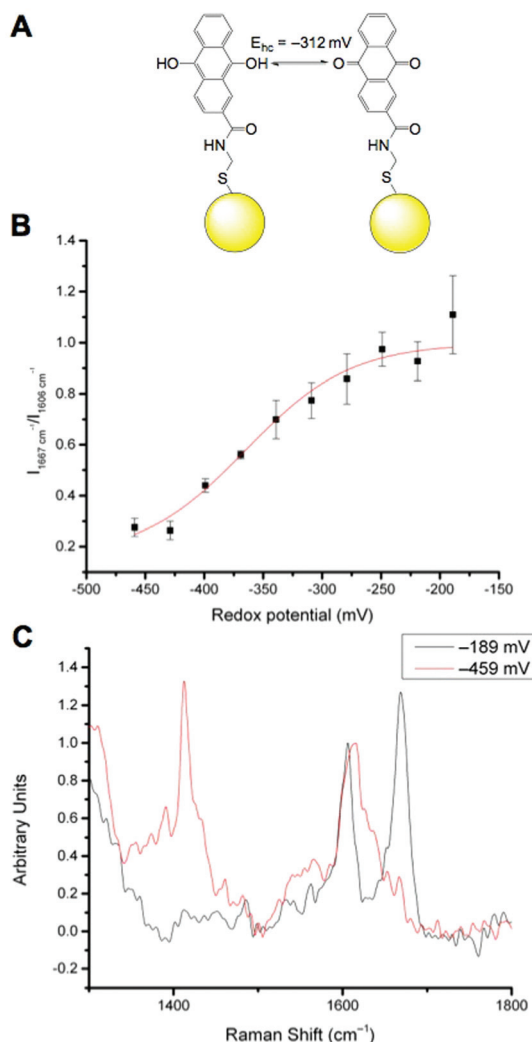 A
E_hc = −312 mV
HO
OH
O
O
O
HN
S
O
HN
S
B
1.4
1.2
1.0
0.8
0.6
0.4
0.2
I_1667 cm⁻¹/I_1606 cm⁻¹
-500 -450 -400 -350 -300 -250 -200 -150
Redox potential (mV)
C
−189 mV
−459 mV
1.4
1.2
1.0
0.8
0.6
0.4
0.2
0.0
-0.2
Arbitrary Units
1400 1600 1800
Raman Shift (cm⁻¹)